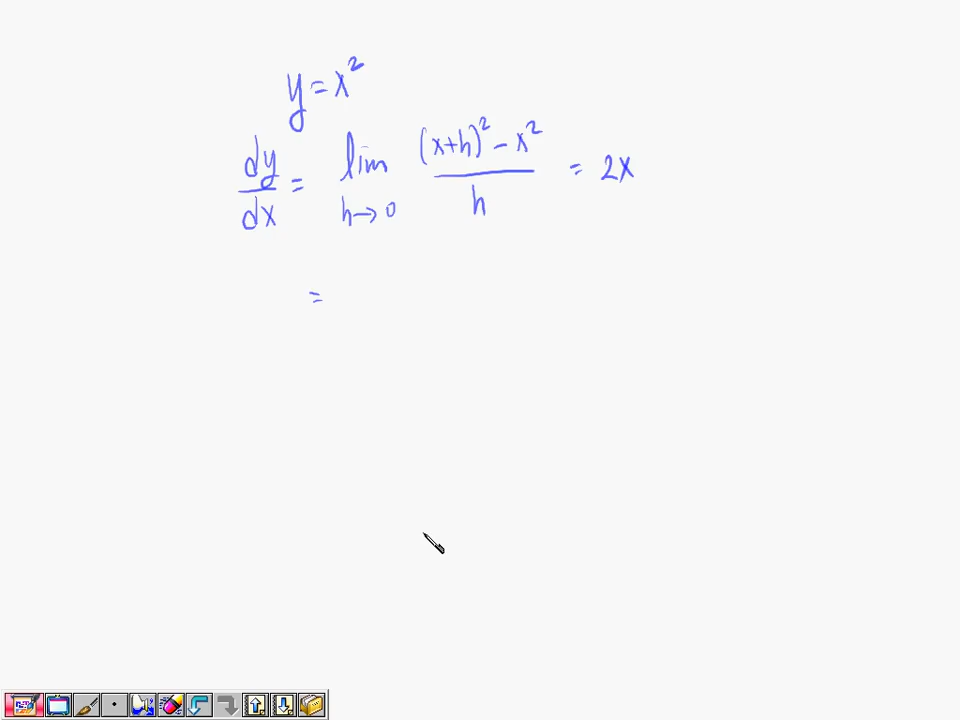 y = x²
dy/dx = lim h→0 ((x+h)² - x²)/h = 2x
=